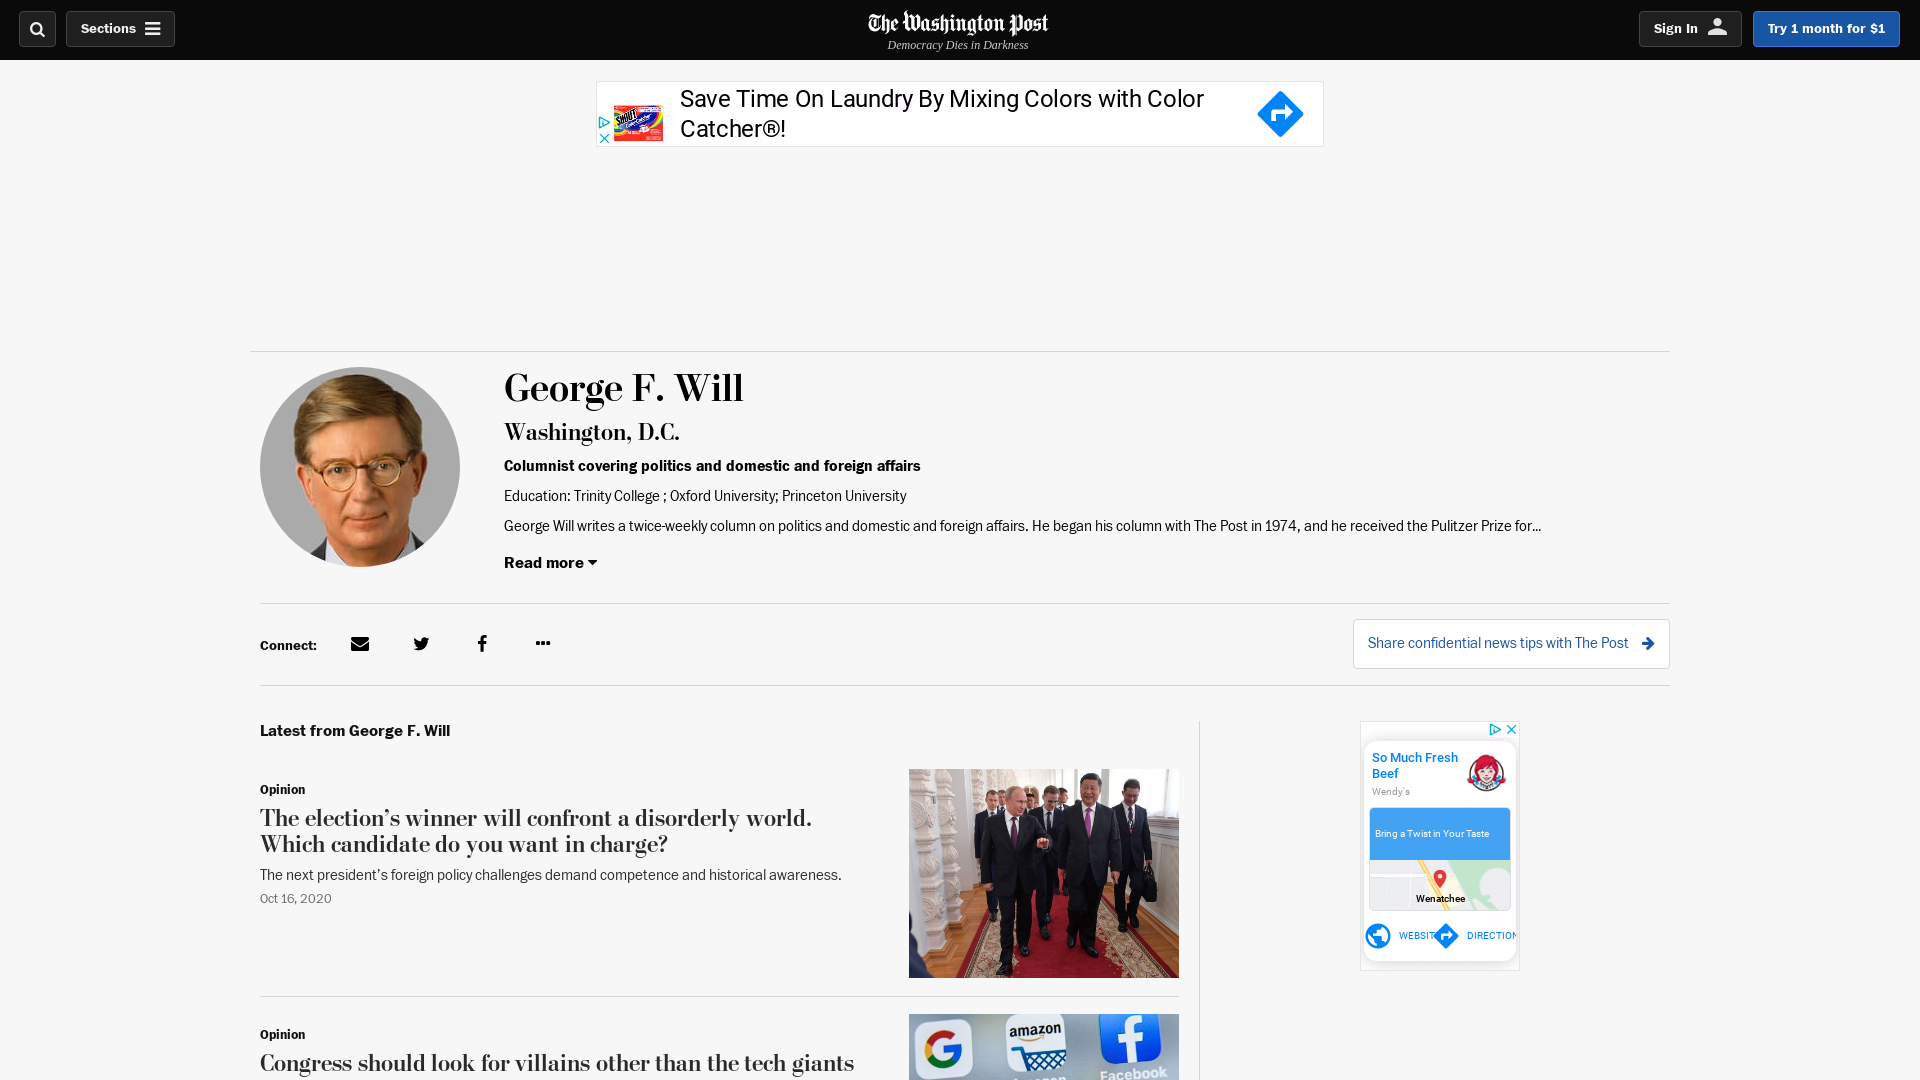 Sections
The Washington Post
Democracy Dies in Darkness
Sign In
Try 1 month for $1
Save Time On Laundry By Mixing Colors with Color
Catcher®!
SHOUT
George F. Will
Washington, D.C.
Columnist covering politics and domestic and foreign affairs
Education: Trinity College ; Oxford University; Princeton University
George Will writes a twice-weekly column on politics and domestic and foreign affairs. He began his column with The Post in 1974, and he received the Pulitzer Prize for...
Read more
Connect:
Share confidential news tips with The Post
Latest from George F. Will
Opinion
The election’s winner will confront a disorderly world.
Which candidate do you want in charge?
The next president’s foreign policy challenges demand competence and historical awareness.
Oct 16, 2020
So Much Fresh
Beef
Wendy's
Bring a Twist in Your Taste
Wenatchee
WEBSIT
DIRECTION
Opinion
Congress should look for villains other than the tech giants
amazon
Facebook